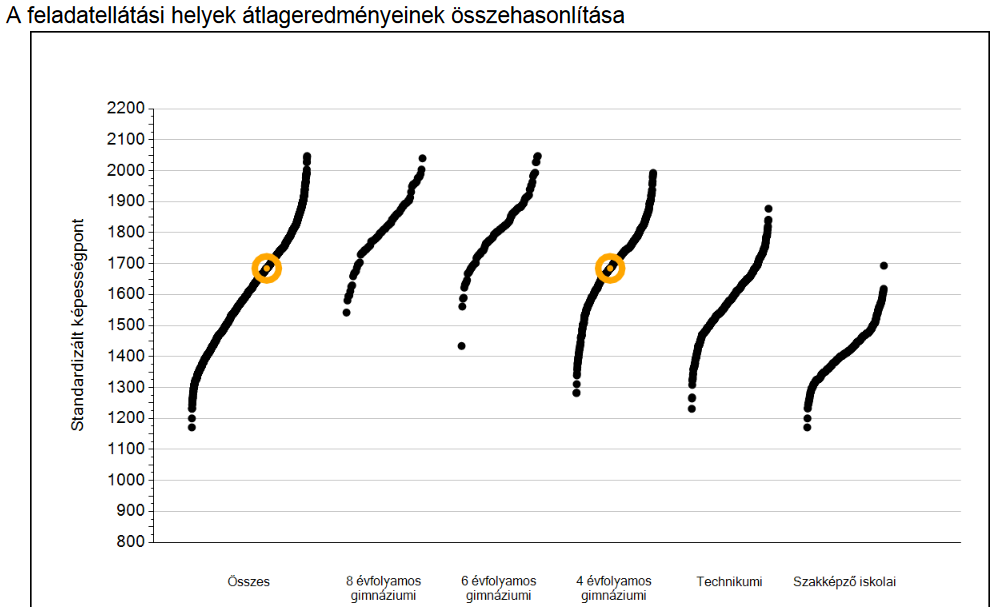 A feladatellátási helyek átlageredményeinek összehasonlítása
Standardizált képességpont
2200
2100
2000
1900
1800
1700
1600
1500
1400
1300
1200
1100
1000
900
800
Összes
8 évfolyamos
gimnáziumi
6 évfolyamos
gimnáziumi
4 évfolyamos
gimnáziumi
Technikumi
Szakképző iskolai